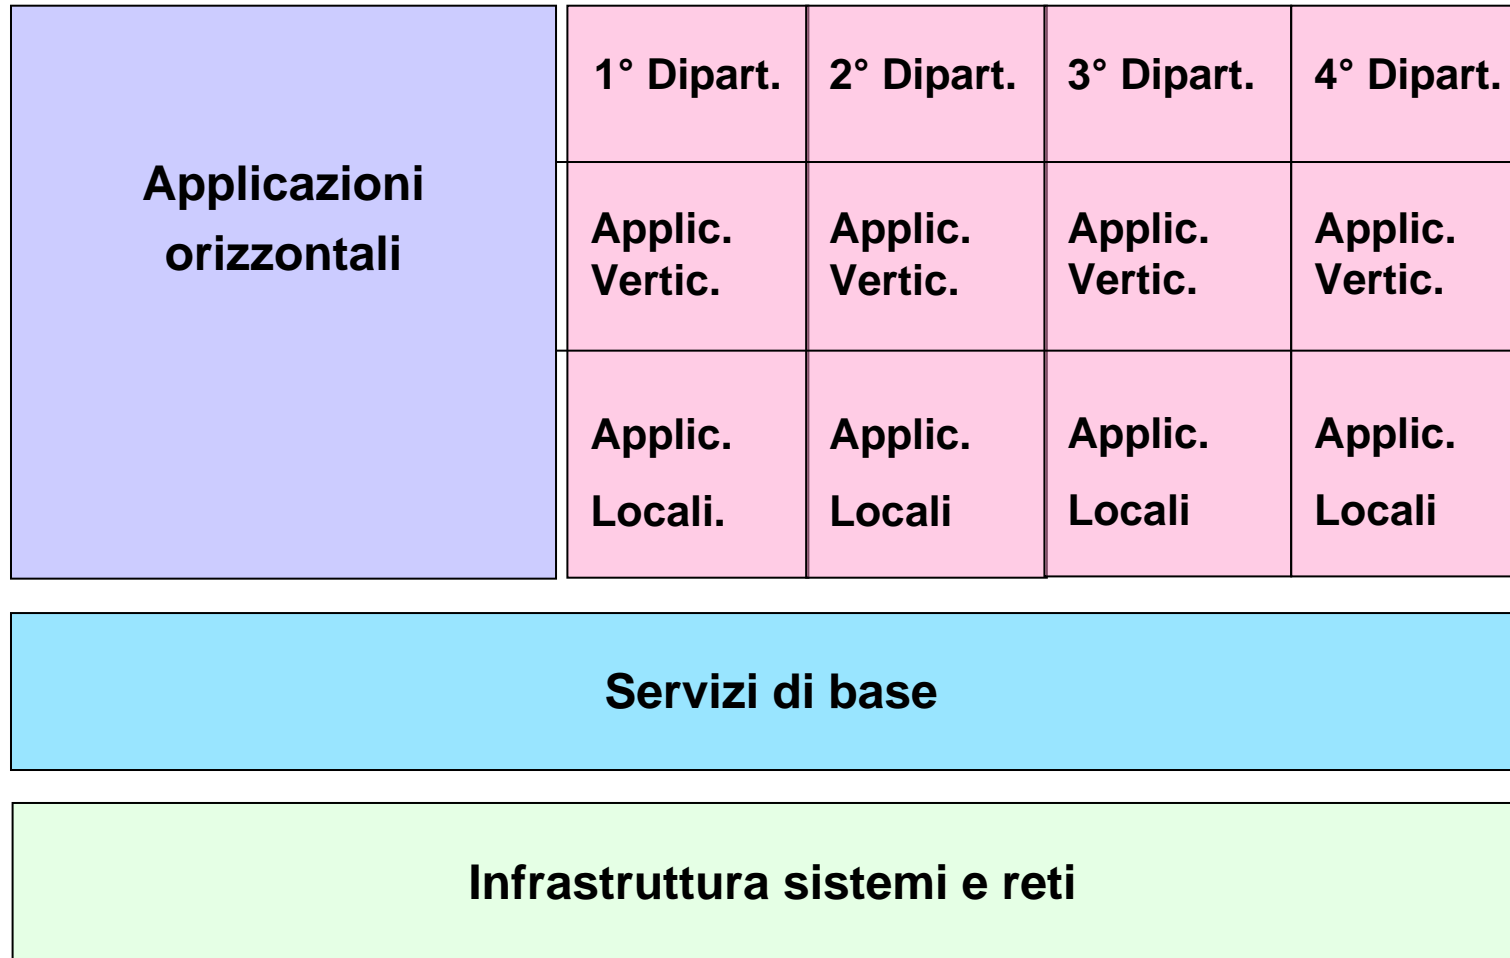 Applicazioni
orizzontali
1° Dipart.
2° Dipart.
3° Dipart.
4° Dipart.
Applic.
Vertic.
Applic.
Vertic.
Applic.
Vertic.
Applic.
Vertic.
Applic.
Locali.
Applic.
Locali
Applic.
Locali
Applic.
Locali
Servizi di base
Infrastruttura sistemi e reti